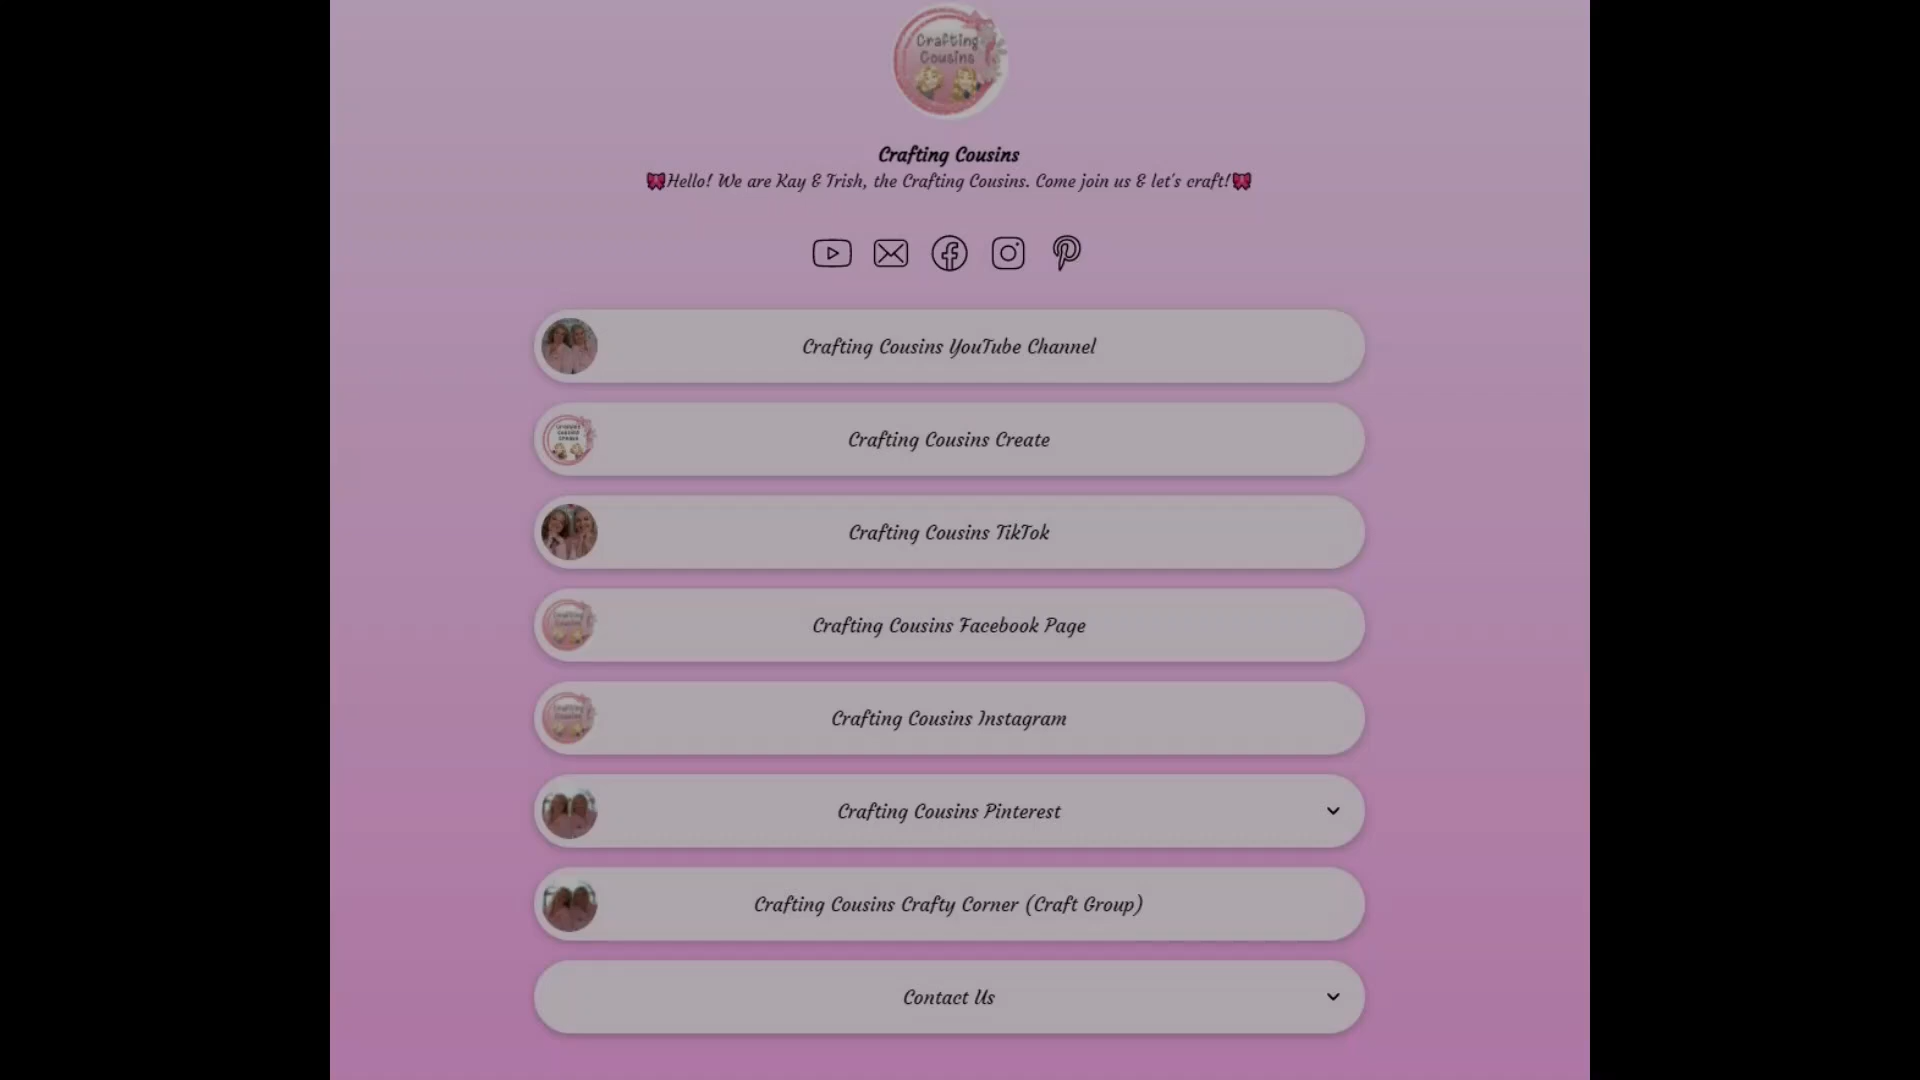 Crafting
Cousins
Crafting Cousins
🎀Hello! We are Kay & Trish, the Crafting Cousins. Come join us & let's craft!🎀
Crafting Cousins YouTube Channel
Crafting Cousins Create
Crafting Cousins TikTok
Crafting Cousins Facebook Page
Crafting Cousins Instagram
Crafting Cousins Pinterest
Crafting Cousins Crafty Corner (Craft Group)
Contact Us